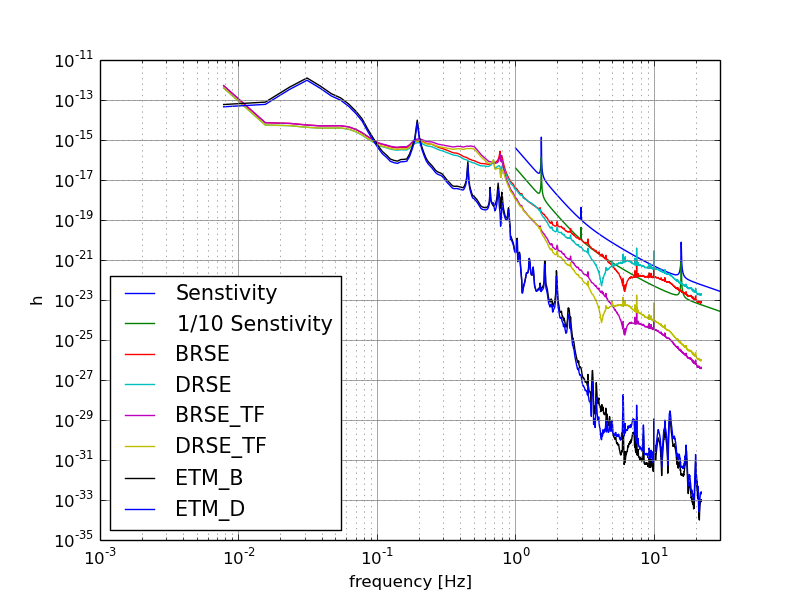 10^-11
10^-13
10^-15
10^-17
10^-19
10^-21
10^-23
10^-25
10^-27
10^-29
10^-31
10^-33
10^-35
h
Senstivity
1/10 Senstivity
BRSE
DRSE
BRSE_TF
DRSE_TF
ETM_B
ETM_D
10^-3 10^-2 10^-1 10^0 10^1
frequency [Hz]